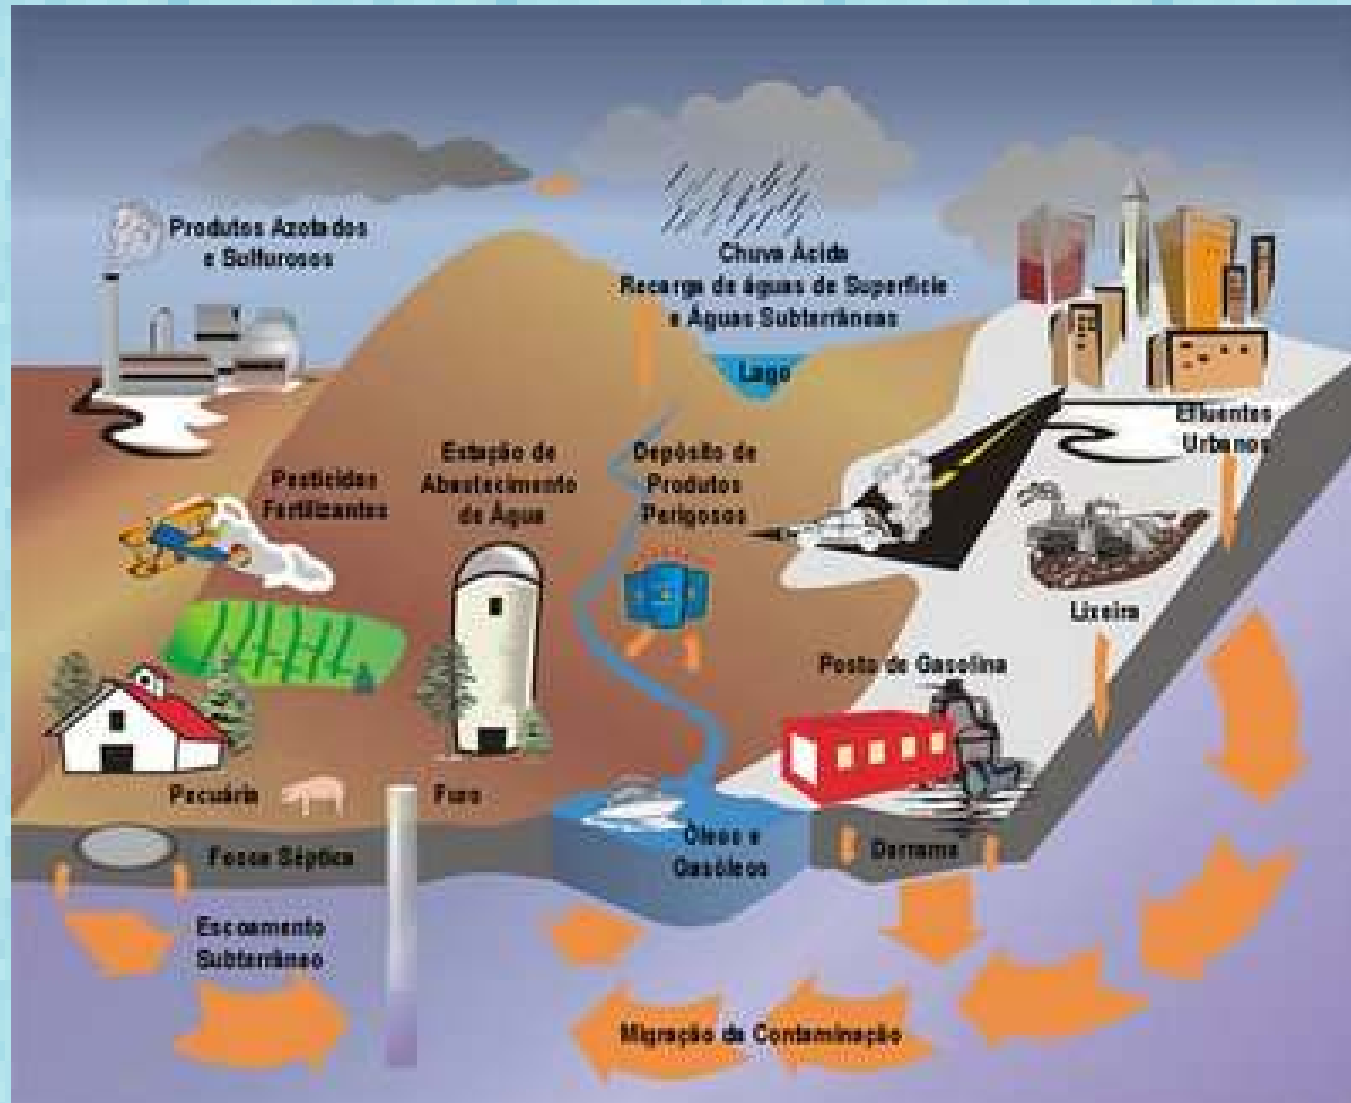 Produtos Azotados
e Sulfurosos
Chuva Ácida
Recarga de águas de Superfície
e Águas Subterrâneas
Lago
Efluentes
Urbanos
Pesticidas
Fertilizantes
Estação de
Abastecimento
de Água
Depósito de
Produtos
Perigosos
Lixeira
Posto de Gasolina
Pecuária
Furo
Fossa Séptica
Óleos e
Gasóleos
Derrame
Escoamento
Subterrâneo
Migração da Contaminação